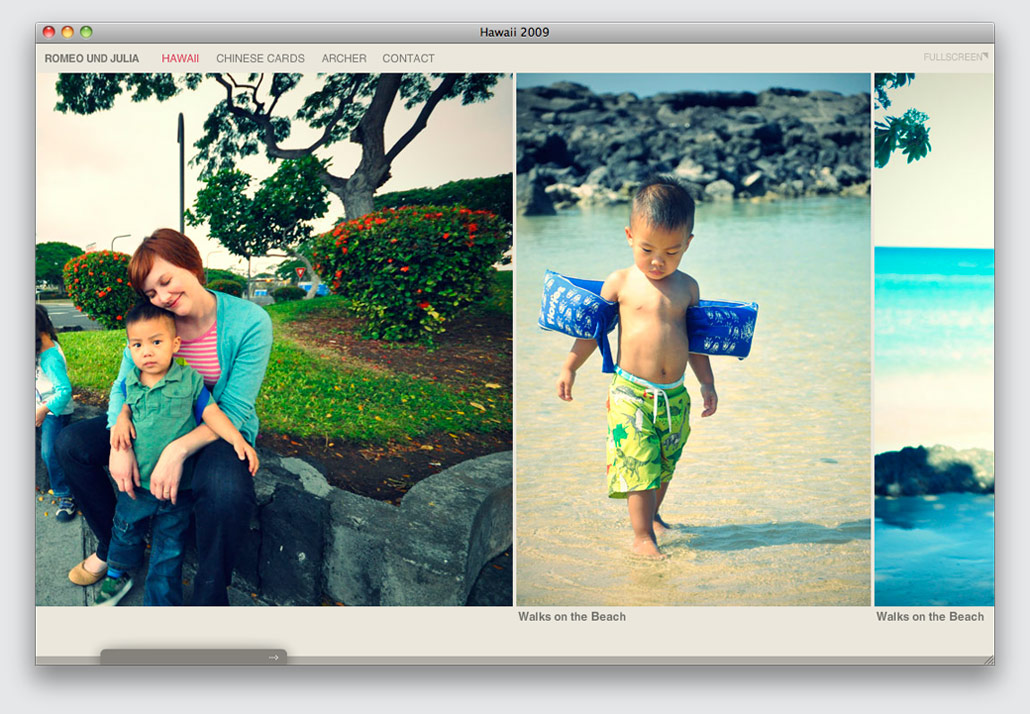 Hawaii 2009
ROMEO UND JULIA HAWAII CHINESE CARDS ARCHER CONTACT FULLSCREEN
Walks on the Beach Walks on the Beach
→